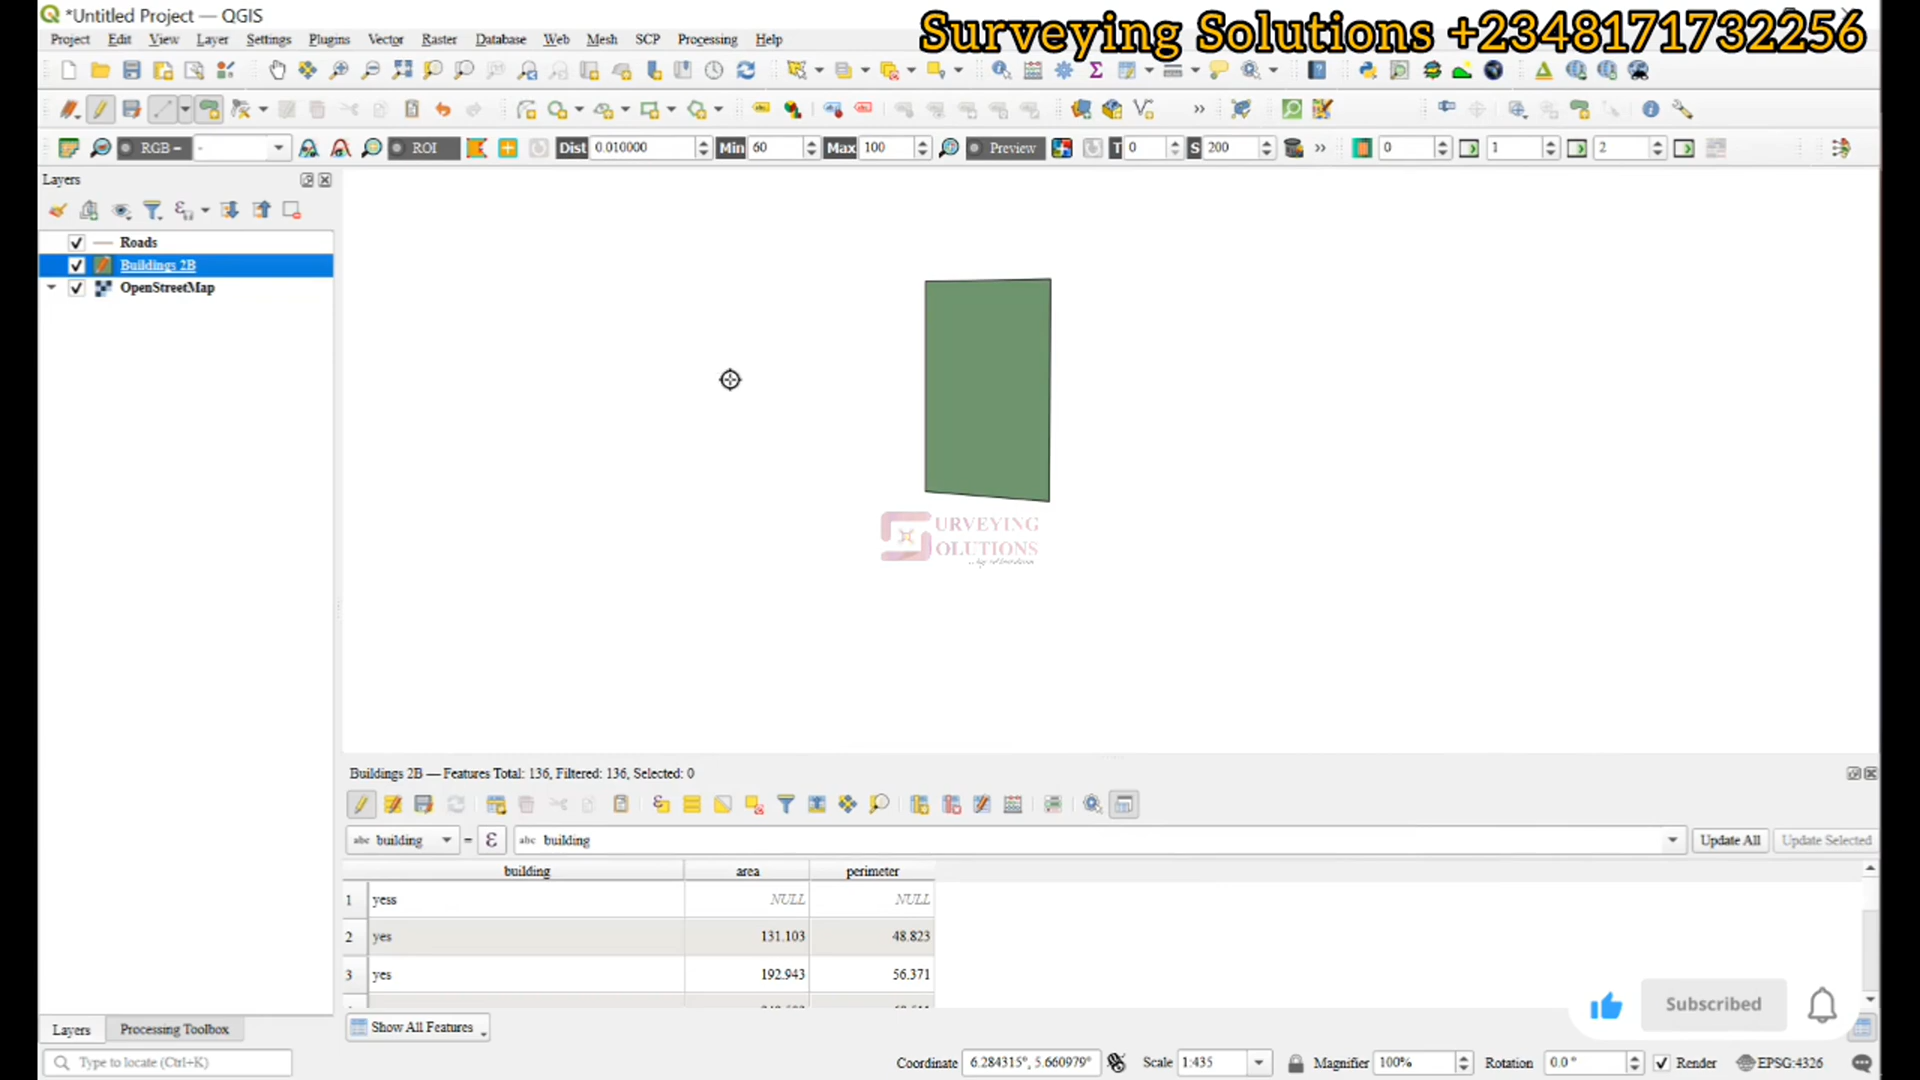 *Untitled Project — QGIS
Surveying Solutions +2348171732256
Project Edit View Layer Settings Plugins Vector Raster Database Web Mesh SCP Processing Help
RGB = - ROI Dist 0.010000 Min 60 Max 100 Preview T 0 S 200 » 0 1 2
Layers
Roads
Buildings 2B
OpenStreetMap
URVEYING
OLUTIONS
Buildings 2B — Features Total: 136, Filtered: 136, Selected: 0
abc building = ε abc building Update All Update Selected
building area perimeter
1 yess NULL NULL
2 yes 131.103 48.823
3 yes 192.943 56.371
Subscribed
Layers Processing Toolbox Show All Features
Type to locate (Ctrl+K) Coordinate 6.284315°, 5.660979° Scale 1:435 Magnifier 100% Rotation 0.0 ° Render EPSG:4326